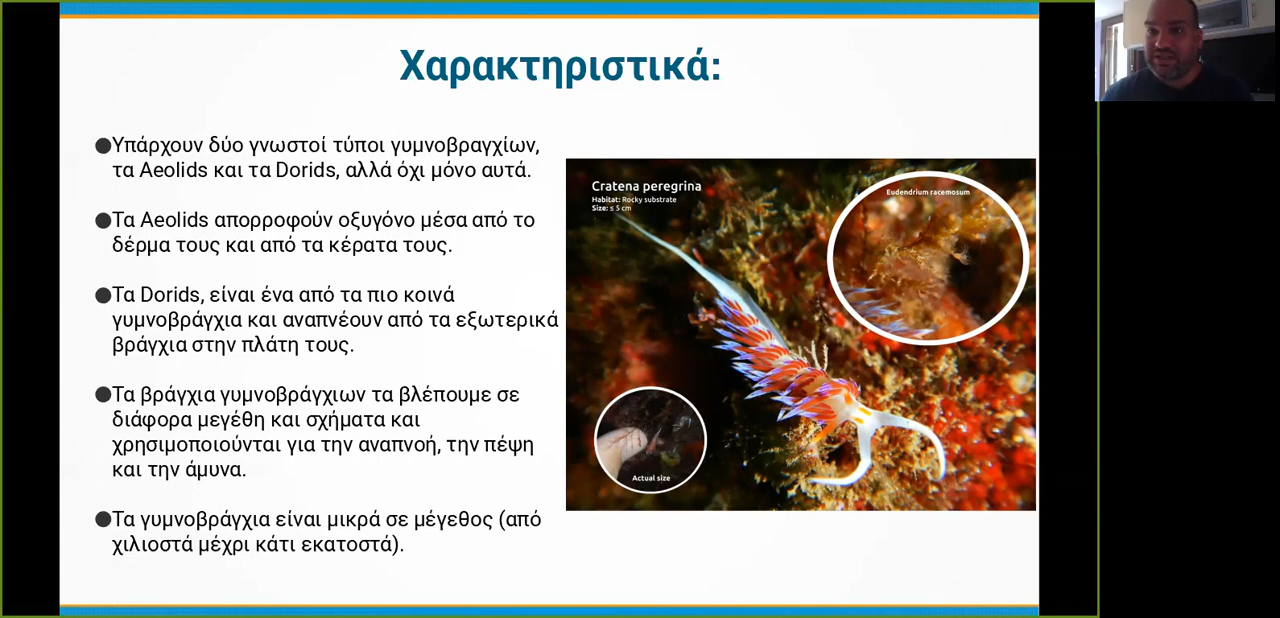 Χαρακτηριστικά:
●Υπάρχουν δύο γνωστοί τύποι γυμνοβραγχίων,
τα Aeolids και τα Dorids, αλλά όχι μόνο αυτά.
●Τα Aeolids απορροφούν οξυγόνο μέσα από το
δέρμα τους και από τα κέρατα τους.
●Τα Dorids, είναι ένα από τα πιο κοινά
γυμνοβράγχια και αναπνέουν από τα εξωτερικά
βράγχια στην πλάτη τους.
●Τα βράγχια γυμνοβράγχιων τα βλέπουμε σε
διάφορα μεγέθη και σχήματα και
χρησιμοποιούνται για την αναπνοή, την πέψη
και την άμυνα.
●Τα γυμνοβράγχια είναι μικρά σε μέγεθος (από
χιλιοστά μέχρι κάτι εκατοστά).
Cratena peregrina
Habitat: Rocky substrate
Size: ≤ 5 cm
Eudendrium racemosum
Actual size